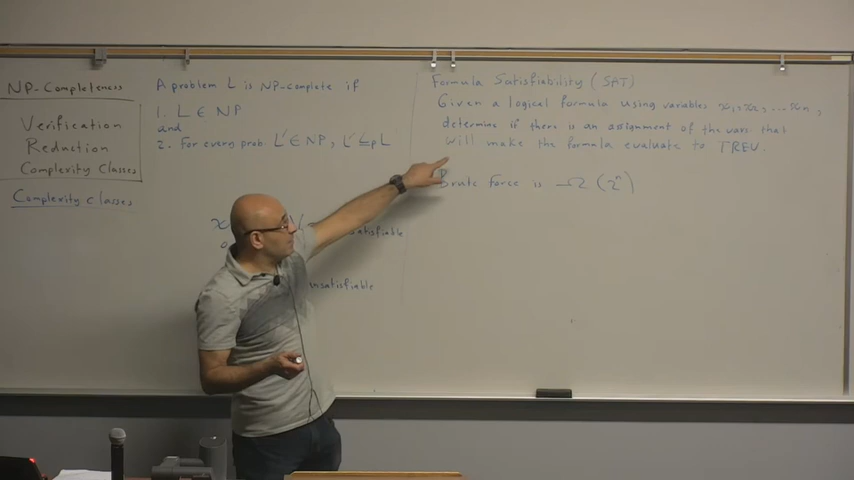 NP-Completeness
Verification
Reduction
Complexity Classes
Complexity Classes
A problem L is NP-complete if
1. L ∈ NP
and
2. For every prob. L' ∈ NP, L' ≤p L
satisfiable
unsatisfiable
Formula Satisfiability (SAT)
Given a logical formula using variables x₁, x₂, ... xₙ,
determine if there is an assignment of the vars that
will make the formula evaluate to TREU.
Brute Force is Ω(2ⁿ)